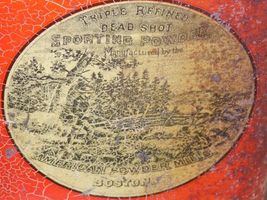 TRIPLE REFINED
DEAD SHOT
SPORTING POWDER
Manufactured by the
AMERICAN POWDER MILLS
BOSTON